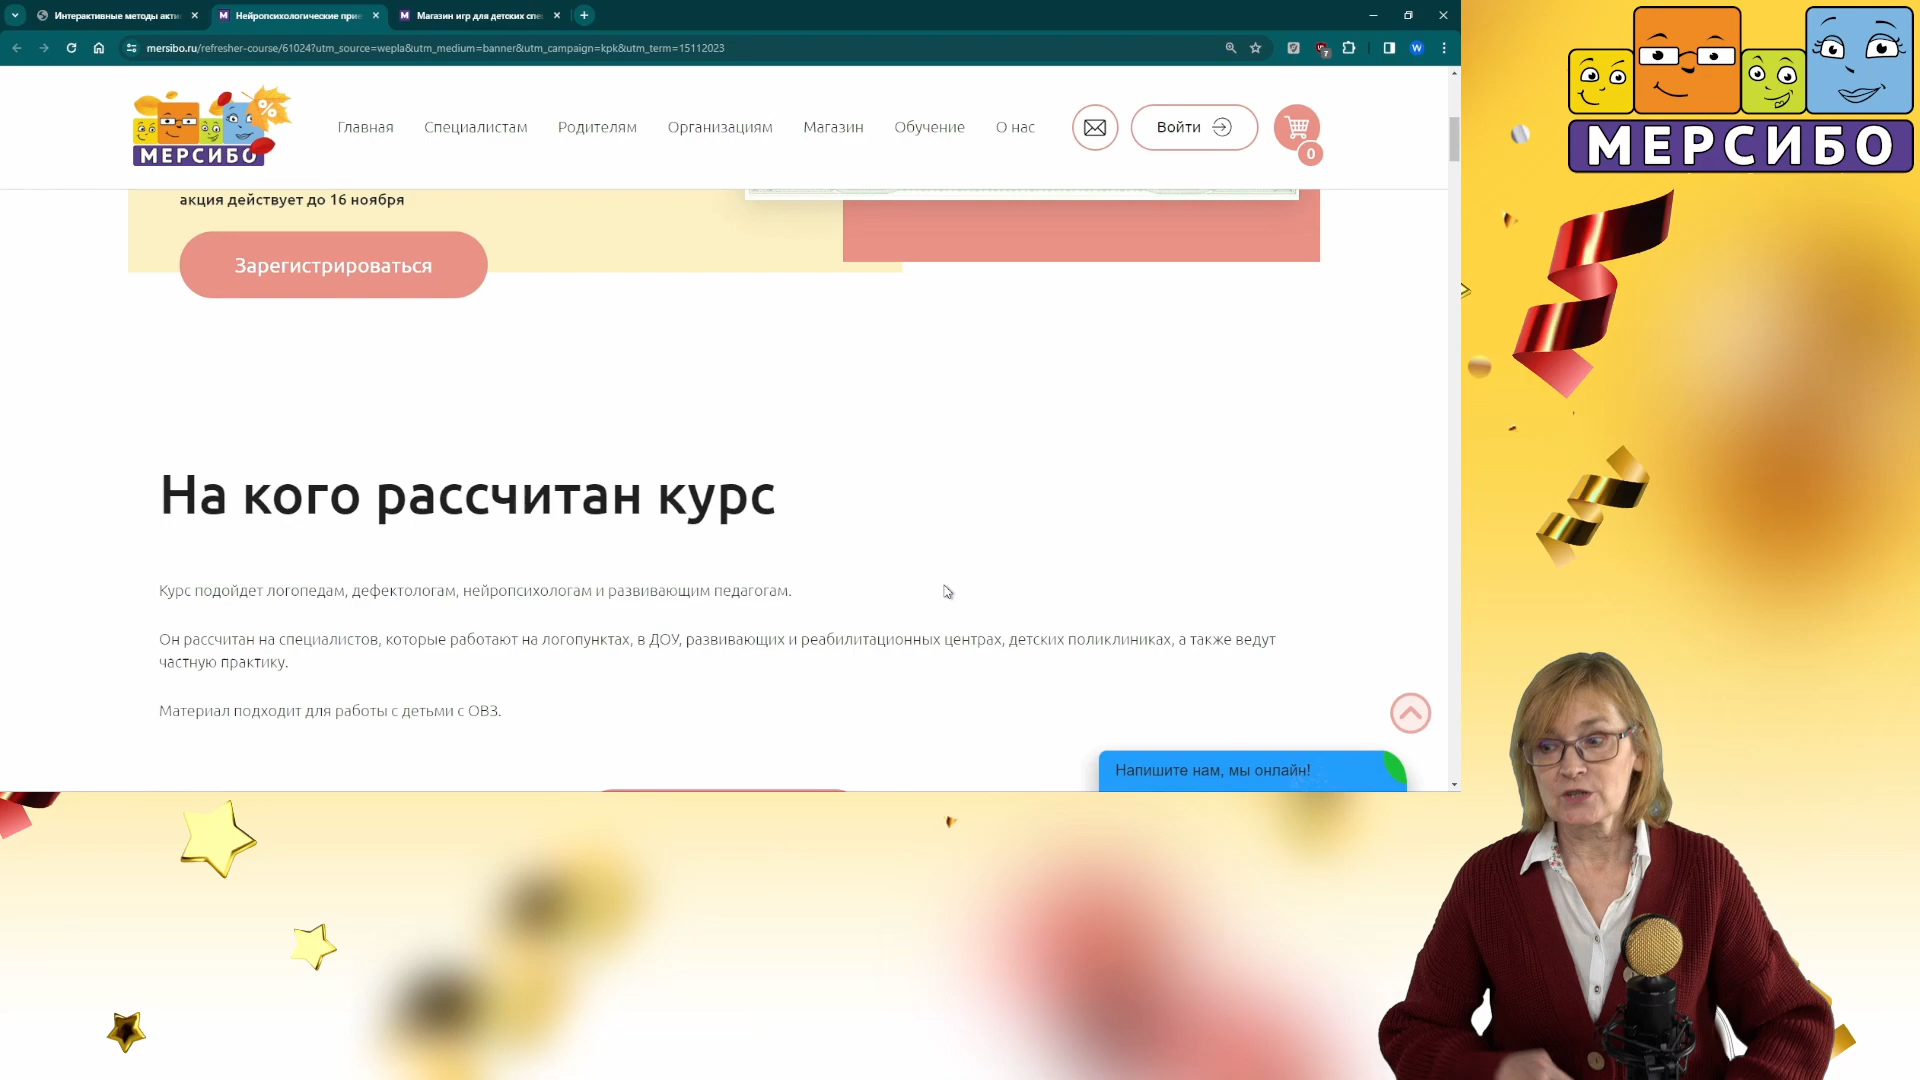 Интерактивные методы акти
Нейропсихологические при
Магазин игр для детских спе
mersibo.ru/refresher-course/61024?utm_source=wepla&utm_medium=banner&utm_campaign=kpk&utm_term=15112023
7
W
МЕРСИБО
%
МЕРСИБО
Главная
Специалистам
Родителям
Организациям
Магазин
Обучение
О нас
Войти
0
акция действует до 16 ноября
Зарегистрироваться
На кого рассчитан курс
Курс подойдет логопедам, дефектологам, нейропсихологам и развивающим педагогам.
Он рассчитан на специалистов, которые работают на логопунктах, в ДОУ, развивающих и реабилитационных центрах, детских поликлиниках, а также ведут
частную практику.
Материал подходит для работы с детьми с ОВЗ.
Напишите нам, мы онлайн!